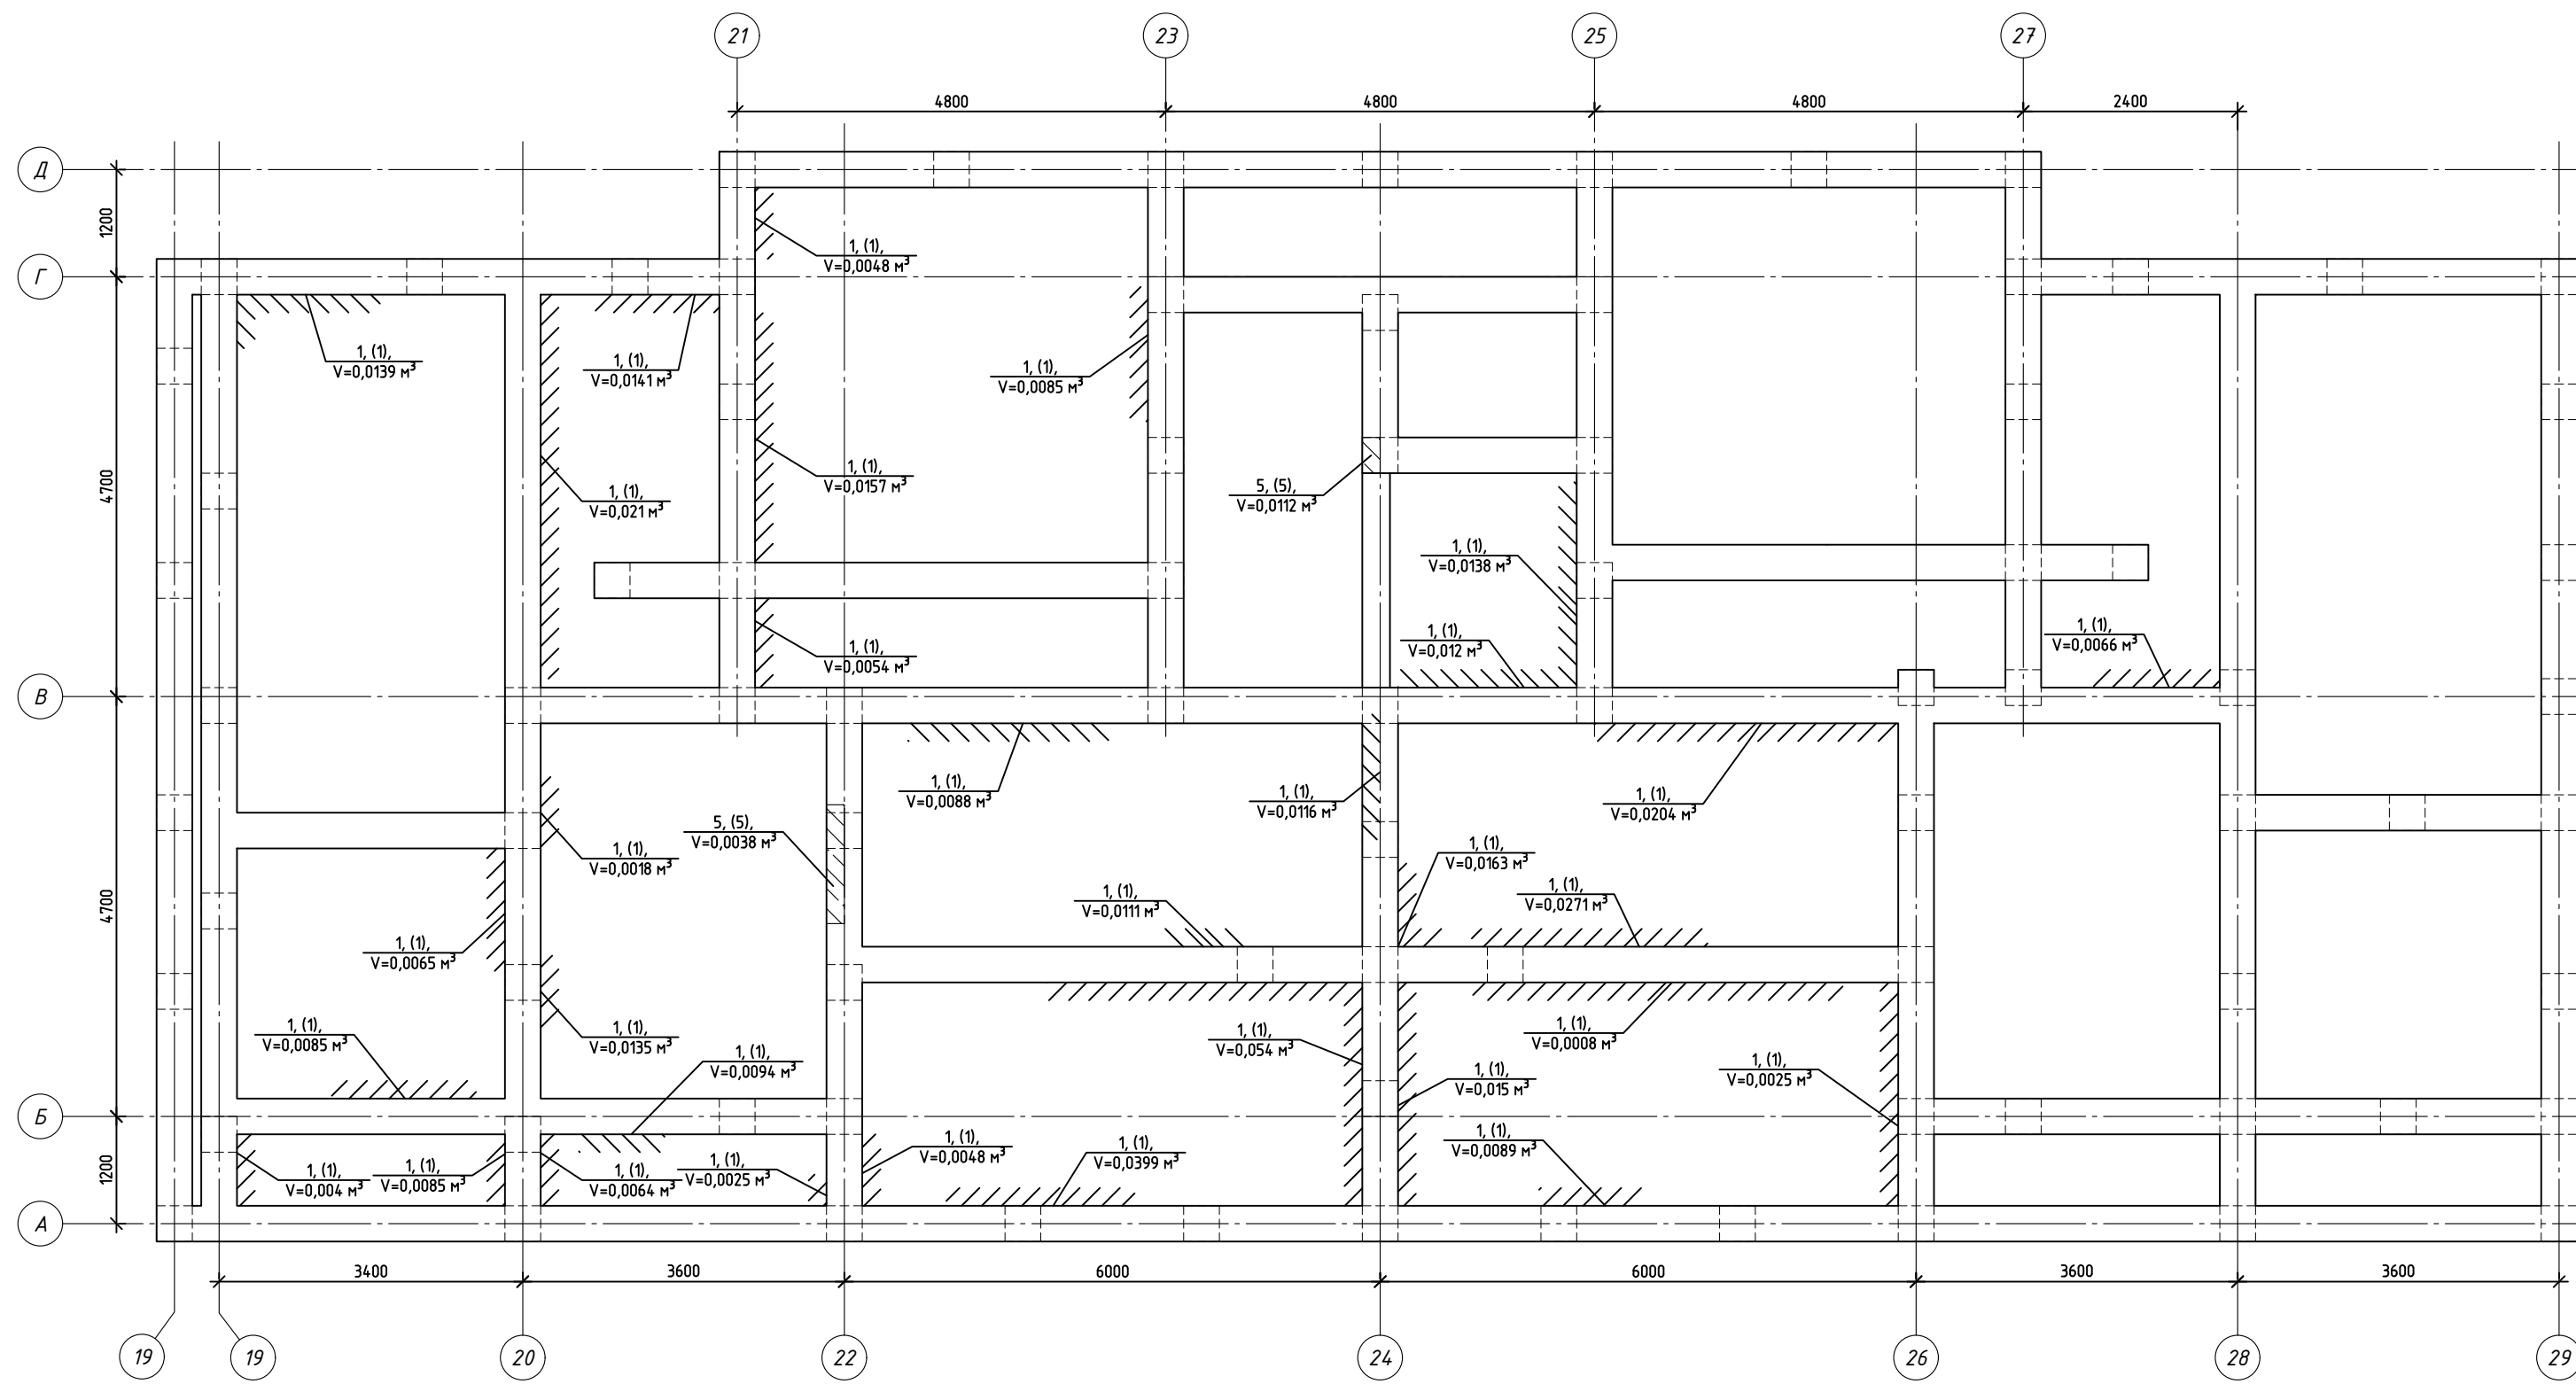 21
23
25
27
4800
4800
4800
2400
Д
1200
Г
1, (1),
V=0,0048 м³
1, (1),
V=0,0139 м³
1, (1),
V=0,0141 м³
1, (1),
V=0,0085 м³
4700
1, (1),
V=0,021 м³
1, (1),
V=0,0157 м³
5, (5),
V=0,0112 м³
1, (1),
V=0,0138 м³
1, (1),
V=0,0054 м³
1, (1),
V=0,012 м³
1, (1),
V=0,0066 м³
В
1, (1),
V=0,0088 м³
1, (1),
V=0,0116 м³
1, (1),
V=0,0204 м³
5, (5),
V=0,0038 м³
1, (1),
V=0,0018 м³
1, (1),
V=0,0163 м³
4700
1, (1),
V=0,0111 м³
1, (1),
V=0,0271 м³
1, (1),
V=0,0065 м³
1, (1),
V=0,0085 м³
1, (1),
V=0,0135 м³
1, (1),
V=0,0094 м³
1, (1),
V=0,054 м³
1, (1),
V=0,0008 м³
1, (1),
V=0,015 м³
1, (1),
V=0,0025 м³
Б
1200
1, (1),
V=0,004 м³
1, (1),
V=0,0085 м³
1, (1),
V=0,0064 м³
1, (1),
V=0,0025 м³
1, (1),
V=0,0048 м³
1, (1),
V=0,0399 м³
1, (1),
V=0,0089 м³
А
3400
3600
6000
6000
3600
3600
19
19
20
22
24
26
28
29